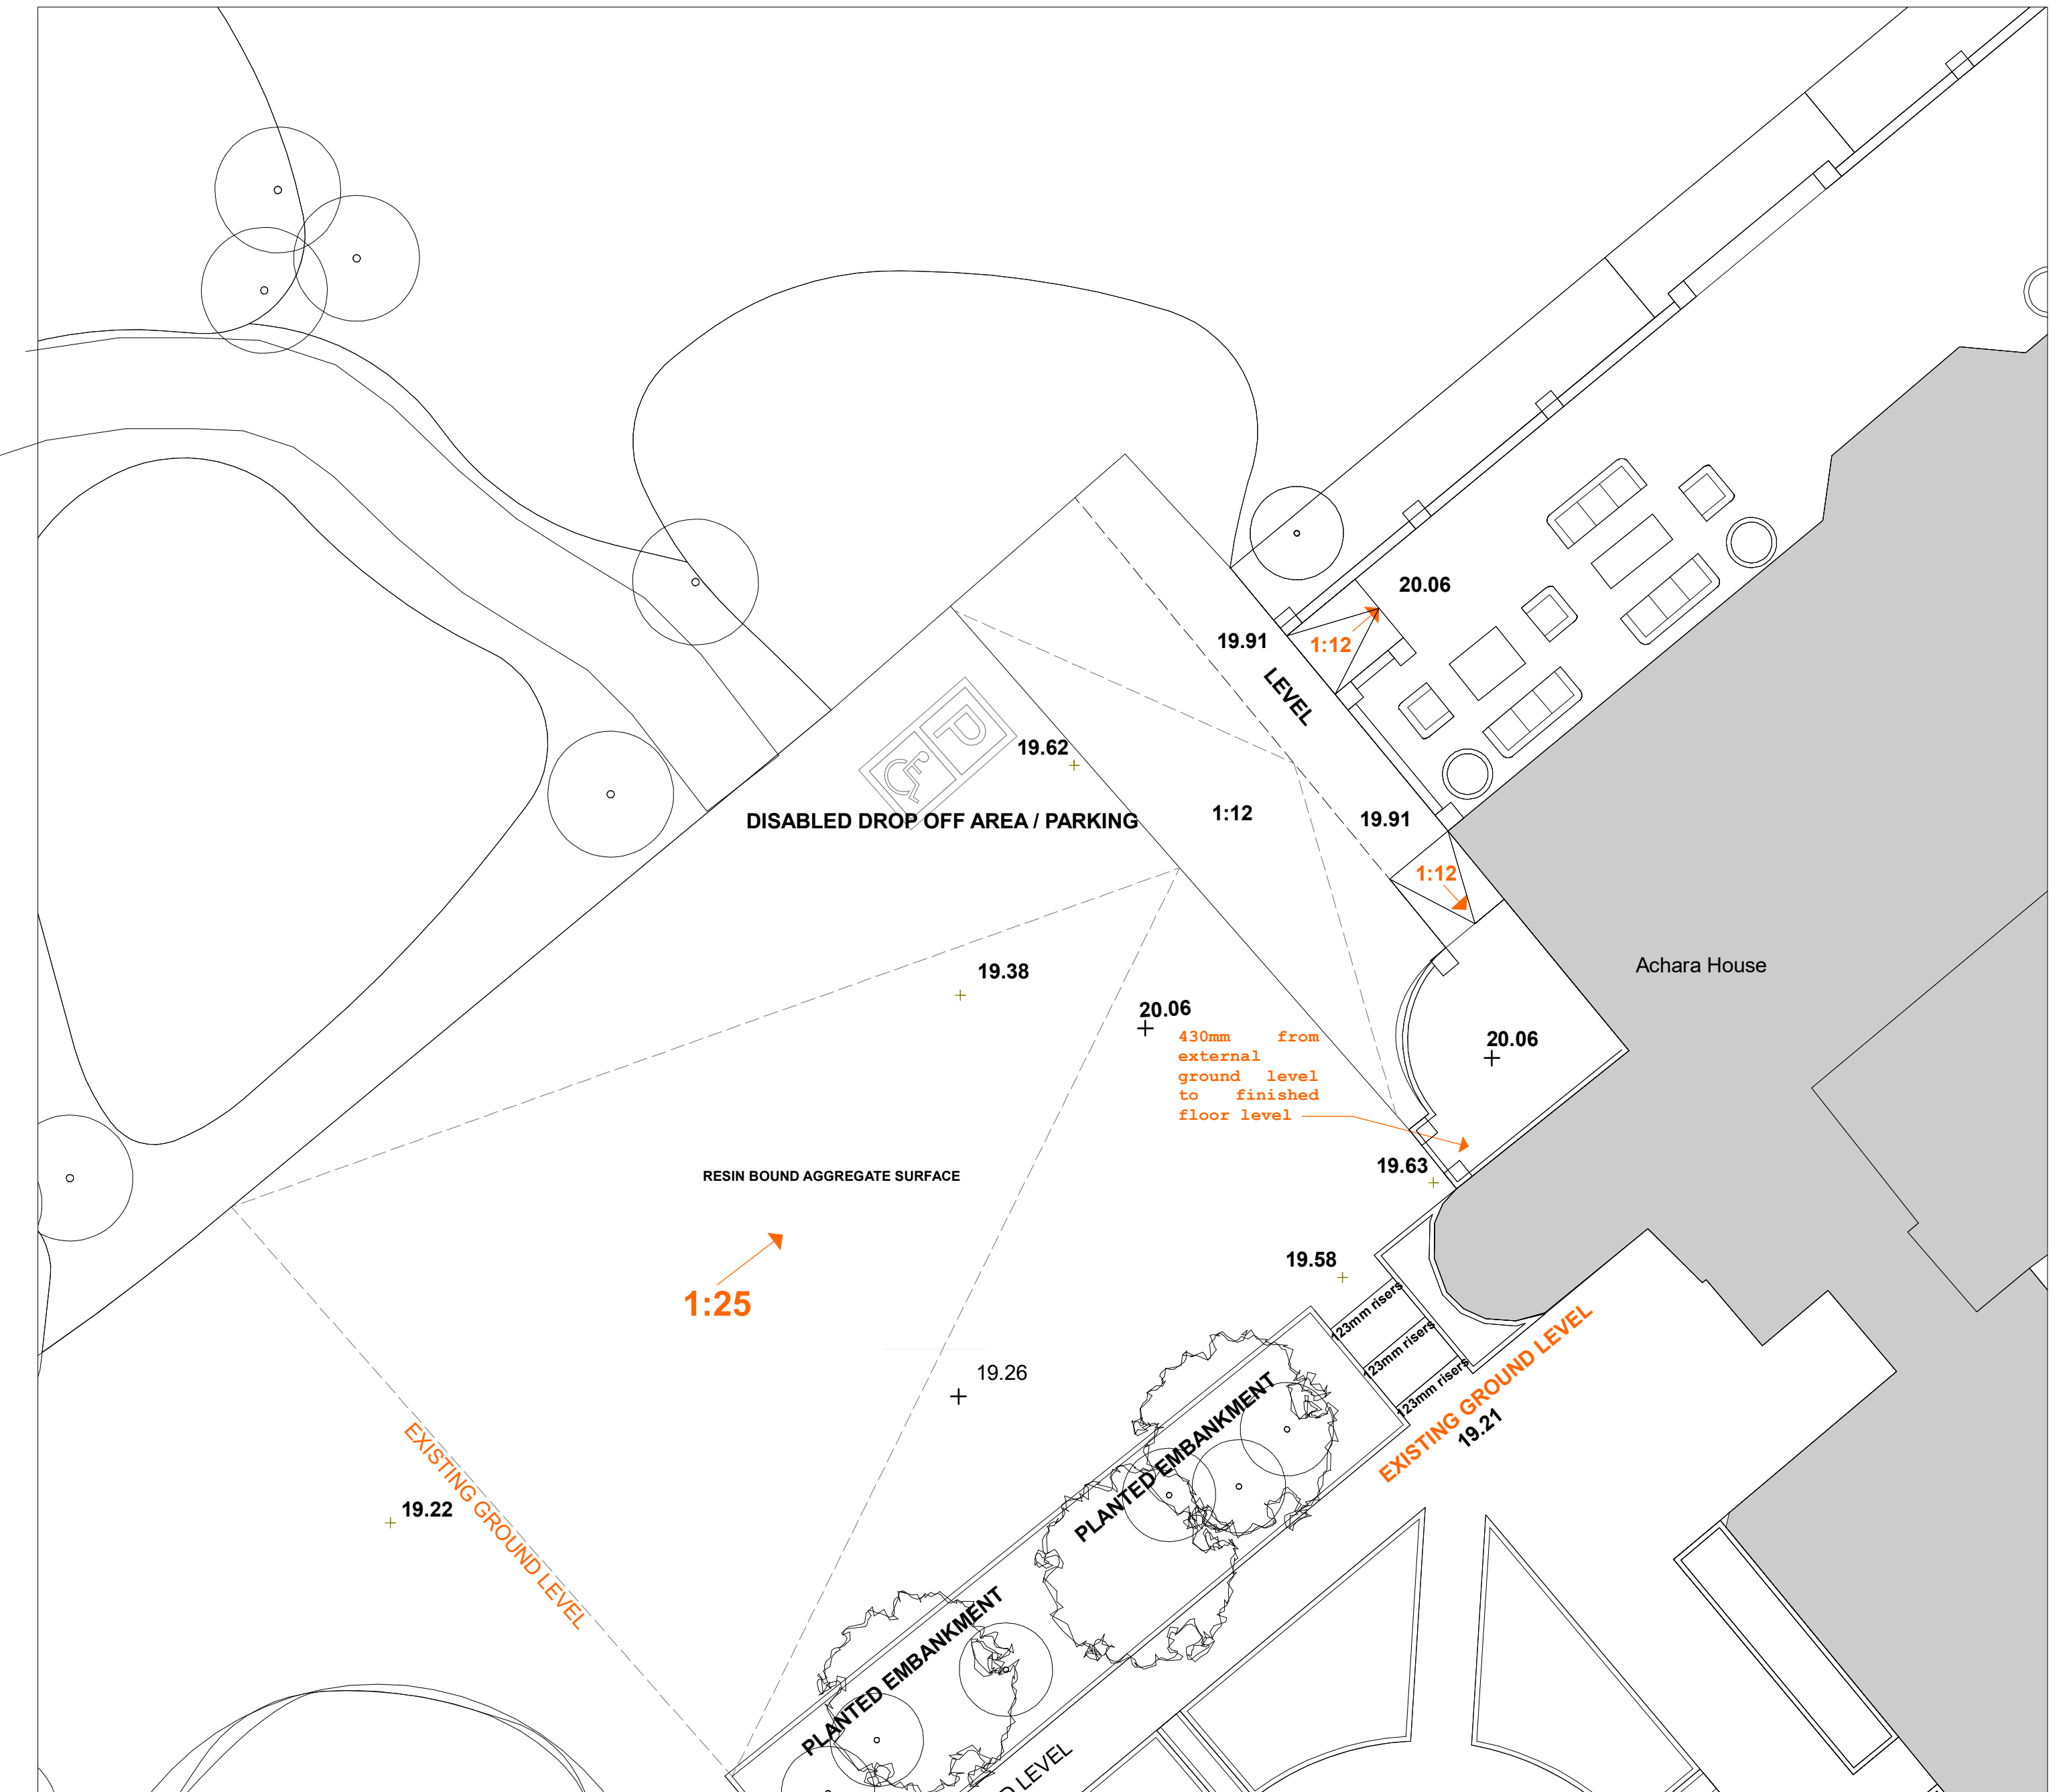 20.06
19.91
1:12
LEVEL
P
19.62
DISABLED DROP OFF AREA / PARKING
1:12
19.91
1:12
Achara House
19.38
20.06
430mm from
external
ground level
to finished
floor level
20.06
19.63
RESIN BOUND AGGREGATE SURFACE
19.58
1:25
123mm risers
123mm risers
123mm risers
EXISTING GROUND LEVEL
19.21
19.26
PLANTED EMBANKMENT
EXISTING GROUND LEVEL
19.22
PLANTED EMBANKMENT
LEVEL